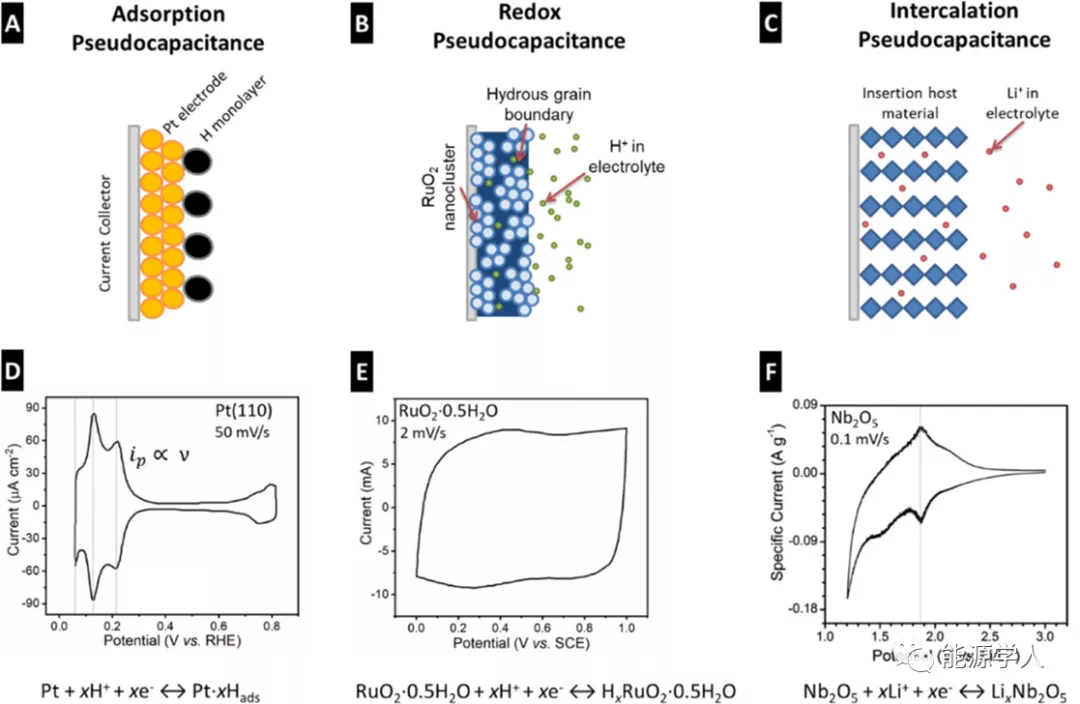 A
Adsorption
Pseudocapacitance
Pt electrode
H monolayer
Current Collector
B
Redox
Pseudocapacitance
Hydrous grain
boundary
H⁺ in
electrolyte
RuO₂
nanocluster
C
Intercalation
Pseudocapacitance
Insertion host
material
Li⁺ in
electrolyte
D
Pt(110)
50 mV/s
iₚ ∝ ν
Current (μA cm⁻²)
90
60
30
0
-30
-60
-90
0.0 0.2 0.4 0.6 0.8
Potential (V vs. RHE)
Pt + xH⁺ + xe⁻ ↔ Pt·xHads
E
RuO₂·0.5H₂O
2 mV/s
Current (mA)
10
5
0
-5
-10
0.0 0.2 0.4 0.6 0.8 1.0
Potential (V vs. SCE)
RuO₂·0.5H₂O + xH⁺ + xe⁻ ↔ HₓRuO₂·0.5H₂O
F
Nb₂O₅
0.1 mV/s
Specific Current (A g⁻¹)
0.09
0.00
-0.09
-0.18
1.0 1.5 2.0 2.5 3.0
能源学人
Nb₂O₅ + xLi⁺ + xe⁻ ↔ LiₓNb₂O₅